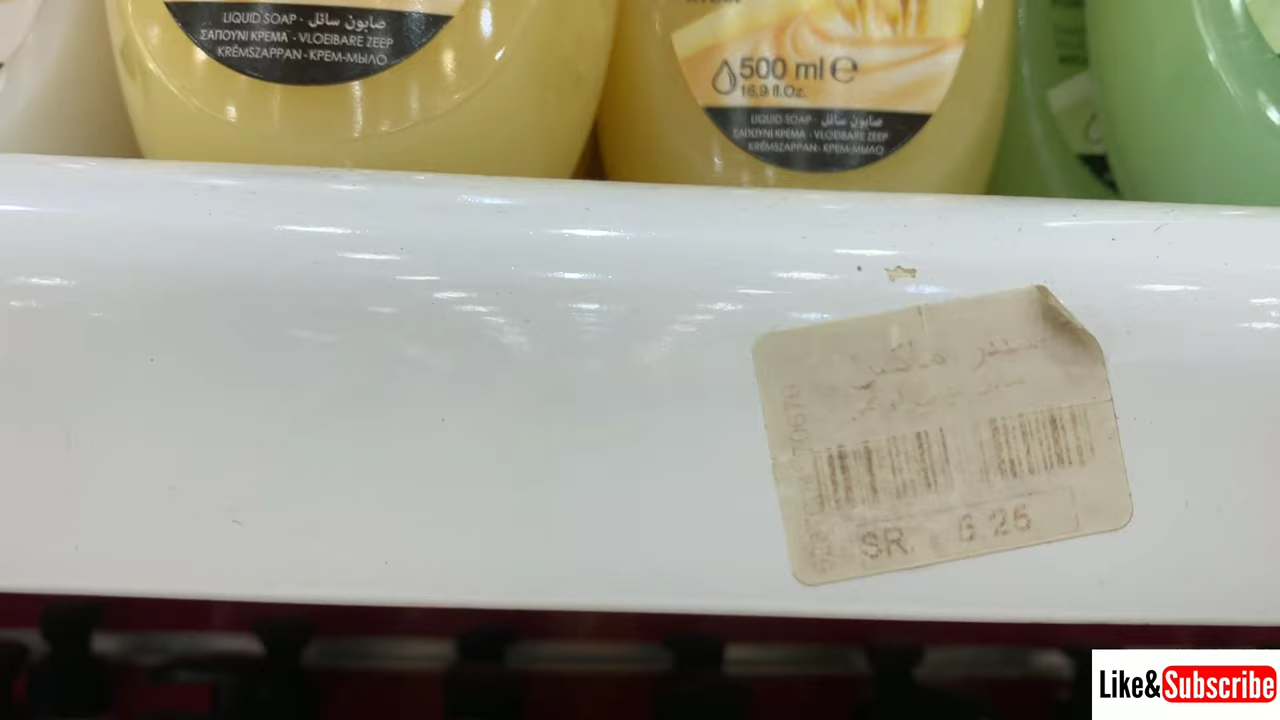 LIQUID SOAP - صابون سائل
ΣΑΠΟΥΝΙ ΚΡΕΜΑ - VLOEIBARE ZEEP
KRÉMSZAPPAN - КРЕМ-МЫЛО
500 ml ℮
16.9 fl.Oz.
LIQUID SOAP - صابون سائل
ΣΑΠΟΥΝΙ ΚΡΕΜΑ - VLOEIBARE ZEEP
KRÉMSZAPPAN - КРЕМ-МЫЛО
SR. 6 25
Like&Subscribe